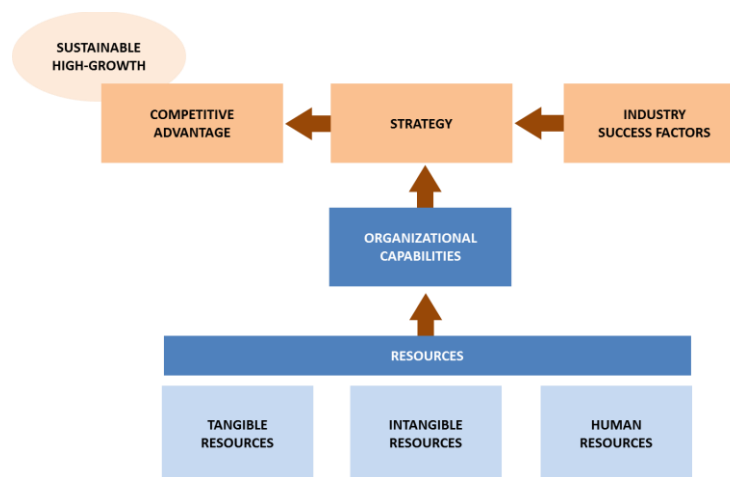 SUSTAINABLE
HIGH-GROWTH
COMPETITIVE
ADVANTAGE
STRATEGY
INDUSTRY
SUCCESS FACTORS
ORGANIZATIONAL
CAPABILITIES
RESOURCES
TANGIBLE
RESOURCES
INTANGIBLE
RESOURCES
HUMAN
RESOURCES